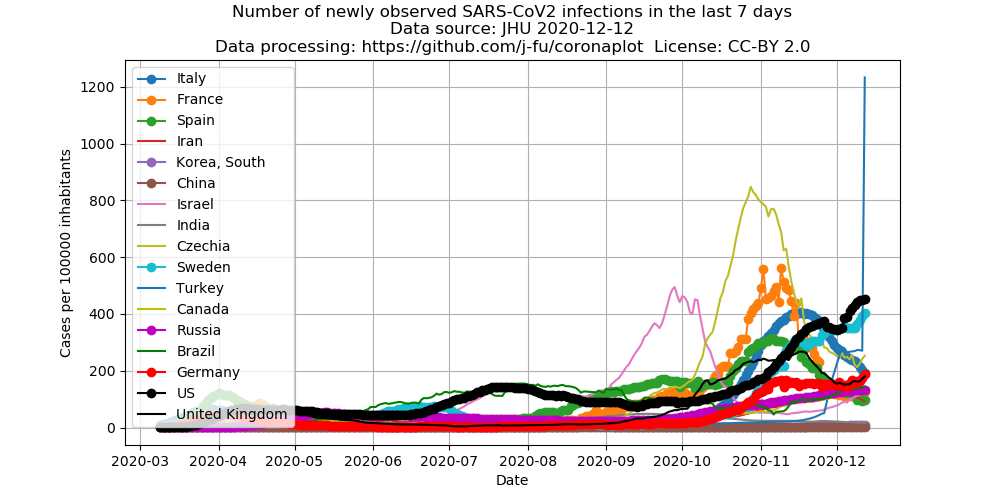 Number of newly observed SARS-CoV2 infections in the last 7 days
Data source: JHU 2020-12-12
Data processing: https://github.com/j-fu/coronaplot  License: CC-BY 2.0
Cases per 100000 inhabitants
1200
1000
800
600
400
200
0
Italy
France
Spain
Iran
Korea, South
China
Israel
India
Czechia
Sweden
Turkey
Canada
Russia
Brazil
Germany
US
United Kingdom
2020-03 2020-04 2020-05 2020-06 2020-07 2020-08 2020-09 2020-10 2020-11 2020-12
Date